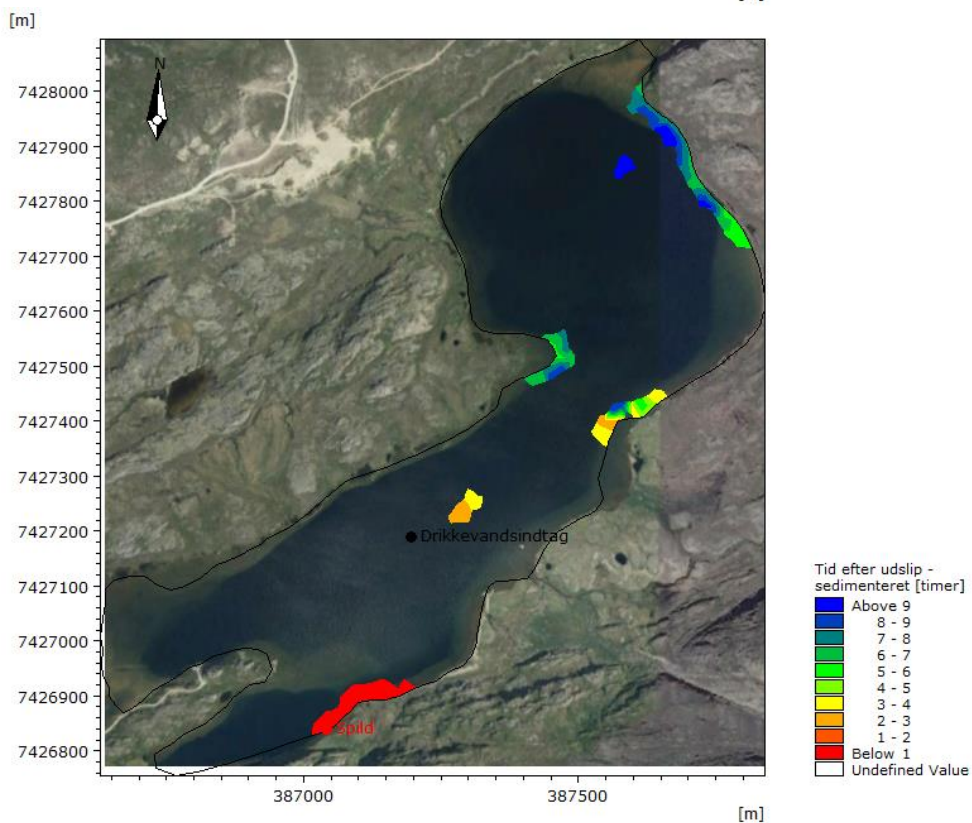 [m]
N
7428000
7427900
7427800
7427700
7427600
7427500
7427400
7427300
7427200
7427100
7427000
7426900
7426800
Drikkevandsindtag
Spild
387000
387500
[m]
Tid efter udslip -
sedimenteret [timer]
Above 9
8 - 9
7 - 8
6 - 7
5 - 6
4 - 5
3 - 4
2 - 3
1 - 2
Below 1
Undefined Value